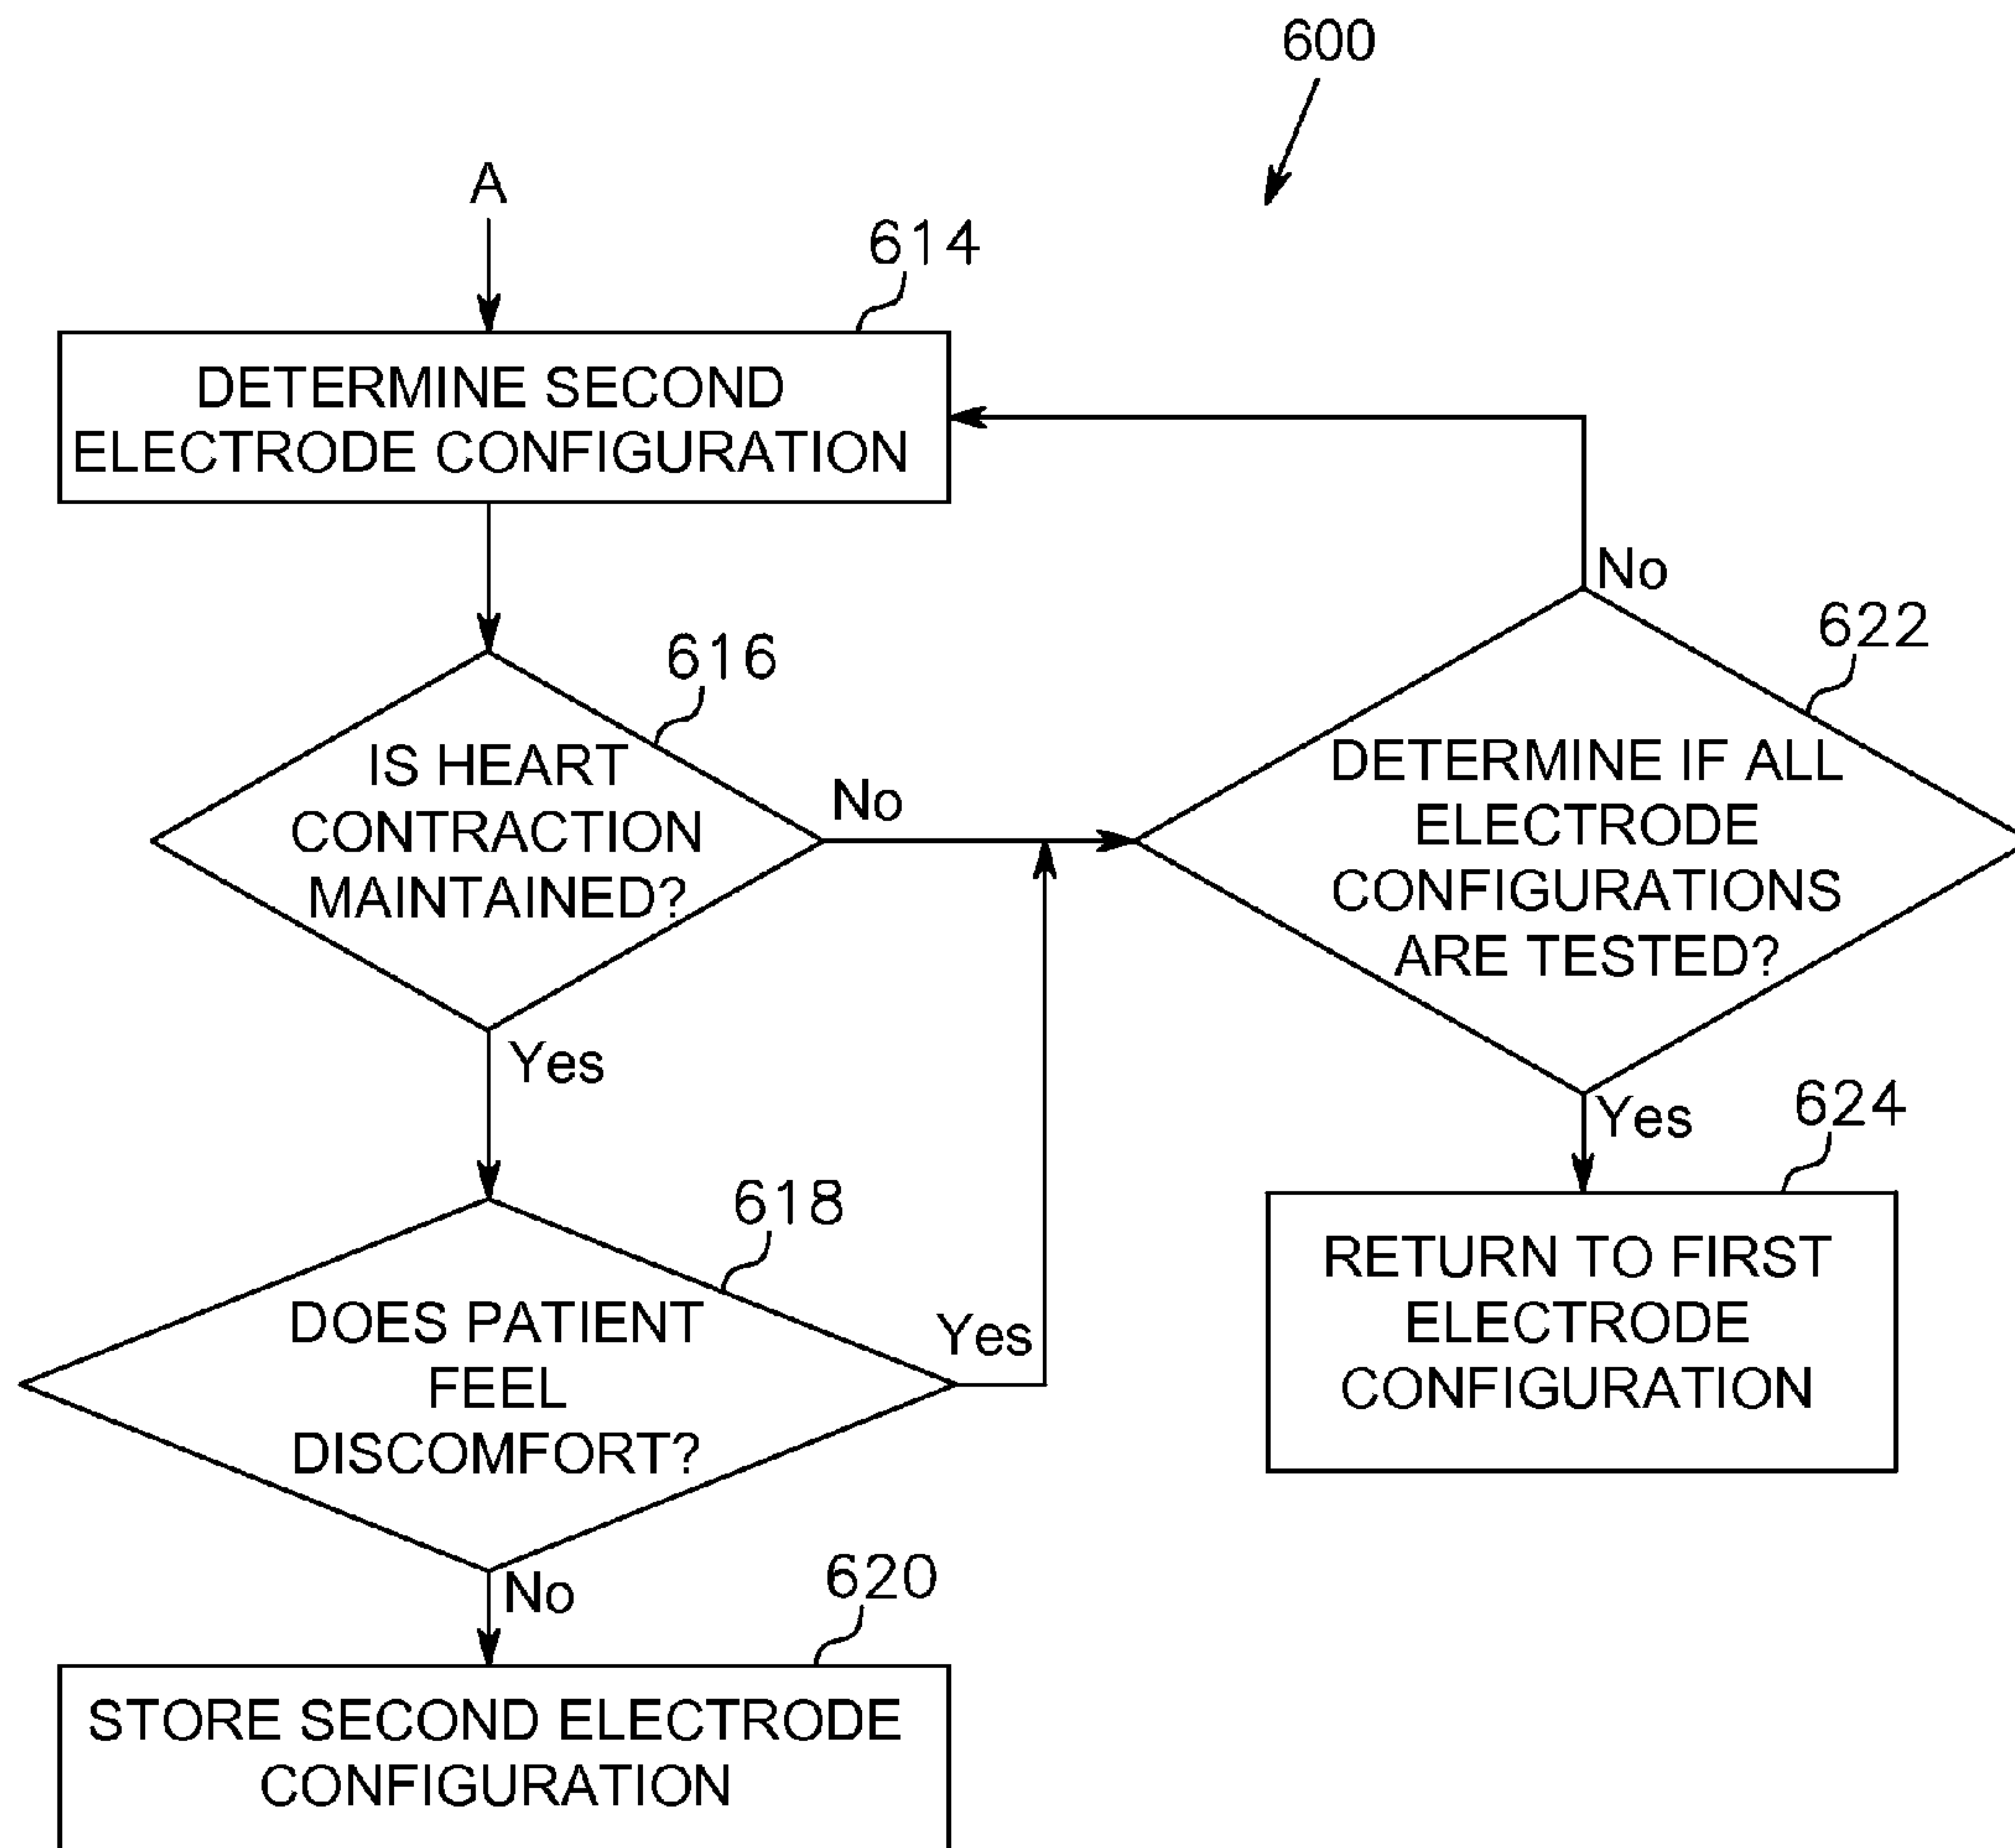 600
A
614
DETERMINE SECOND
ELECTRODE CONFIGURATION
616
IS HEART
CONTRACTION
MAINTAINED?
No
Yes
618
DOES PATIENT
FEEL
DISCOMFORT?
Yes
No
620
STORE SECOND ELECTRODE
CONFIGURATION
No
622
DETERMINE IF ALL
ELECTRODE
CONFIGURATIONS
ARE TESTED?
Yes
624
RETURN TO FIRST
ELECTRODE
CONFIGURATION